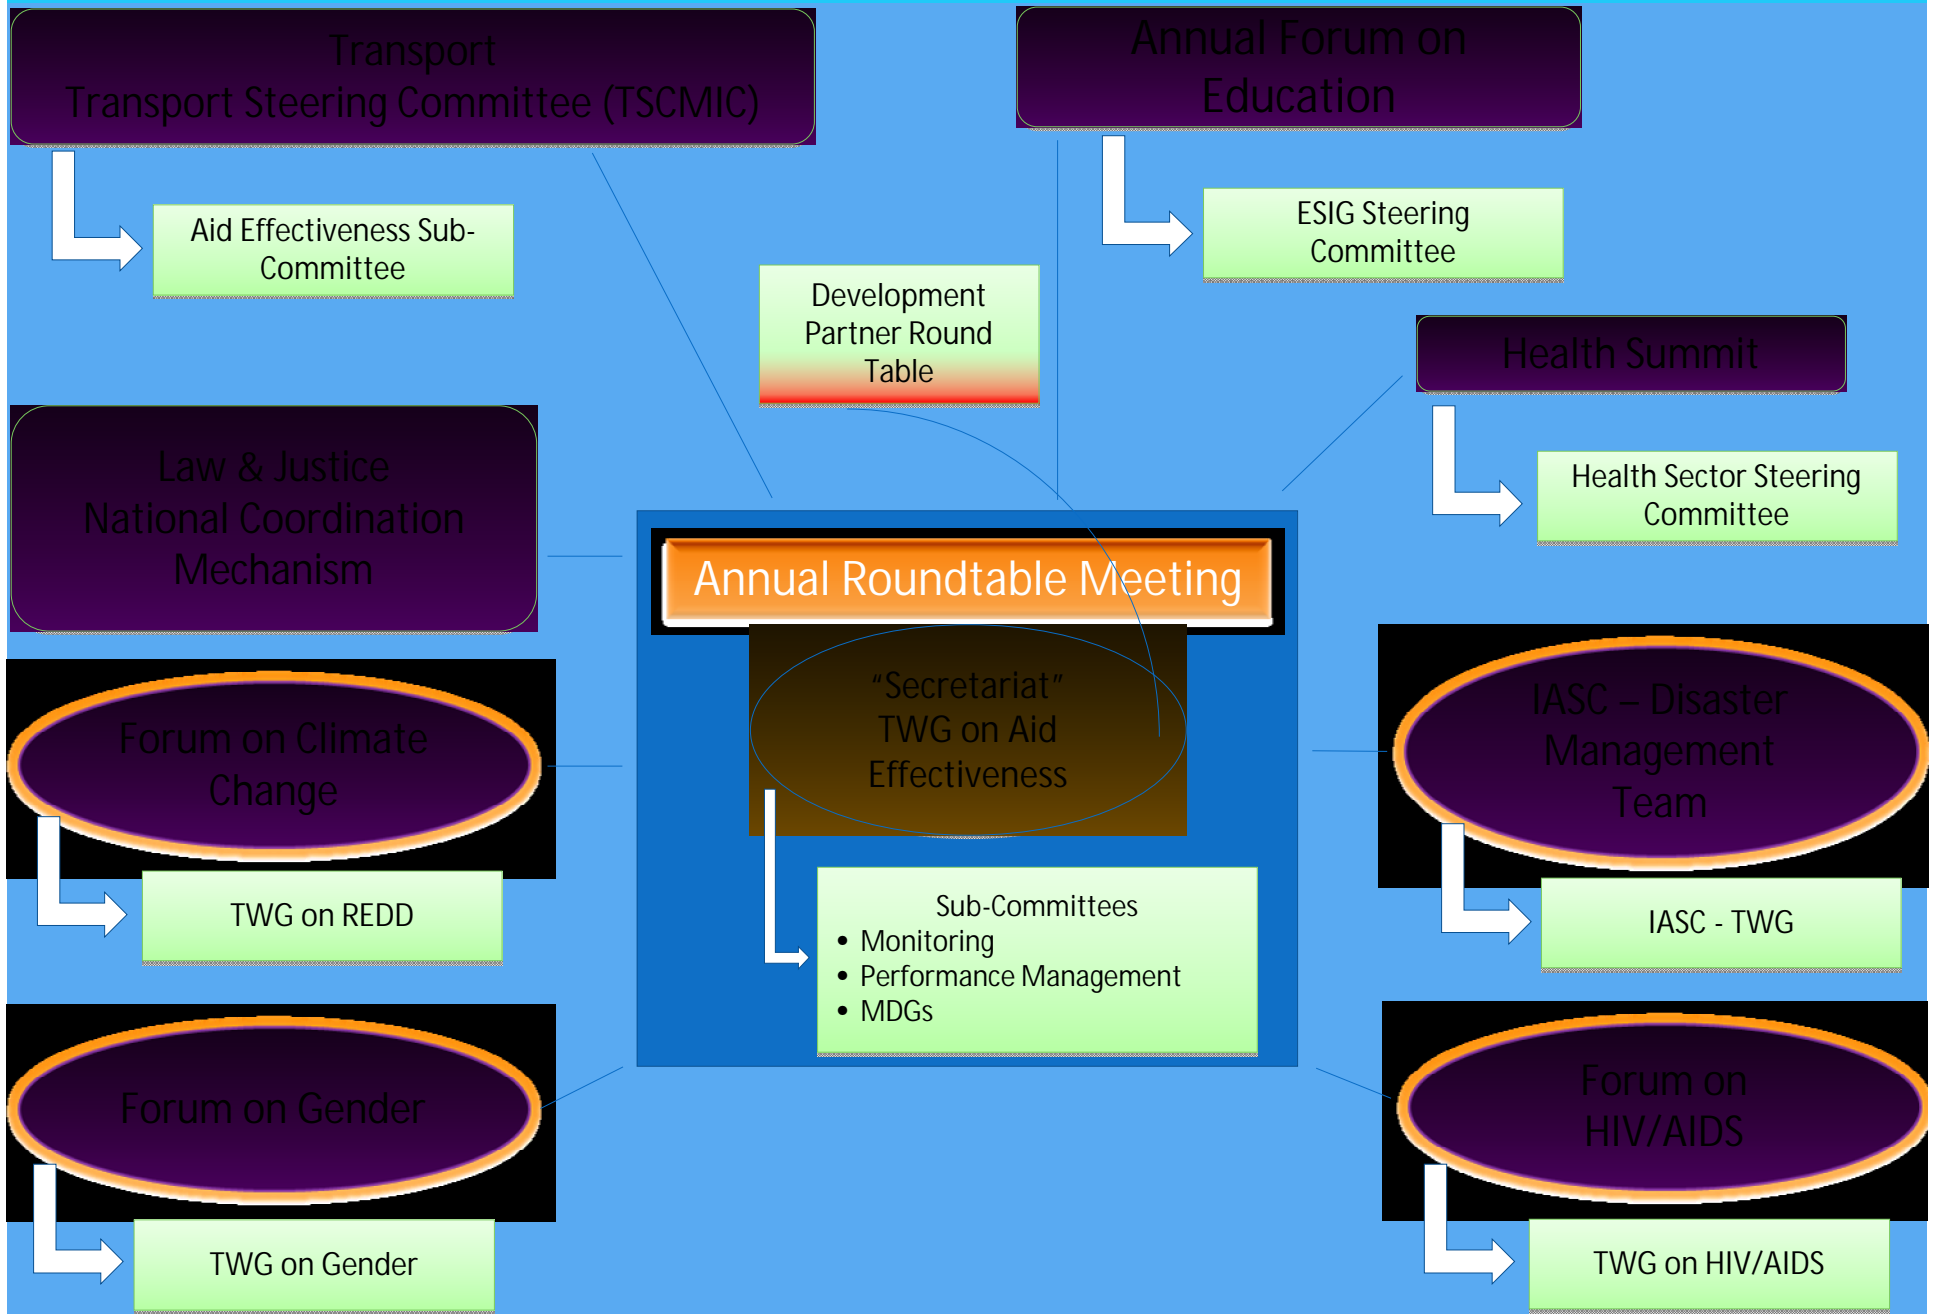 Transport
Transport Steering Committee (TSCMIC)
Annual Forum on
Education
Aid Effectiveness Sub-
Committee
ESIG Steering
Committee
Development
Partner Round
Table
Health Summit
Health Sector Steering
Committee
Law & Justice
National Coordination
Mechanism
Annual Roundtable Meeting
“Secretariat”
TWG on Aid
Effectiveness
Forum on Climate
Change
IASC – Disaster
Management
Team
TWG on REDD
Sub-Committees
• Monitoring
• Performance Management
• MDGs
IASC - TWG
Forum on Gender
Forum on
HIV/AIDS
TWG on Gender
TWG on HIV/AIDS